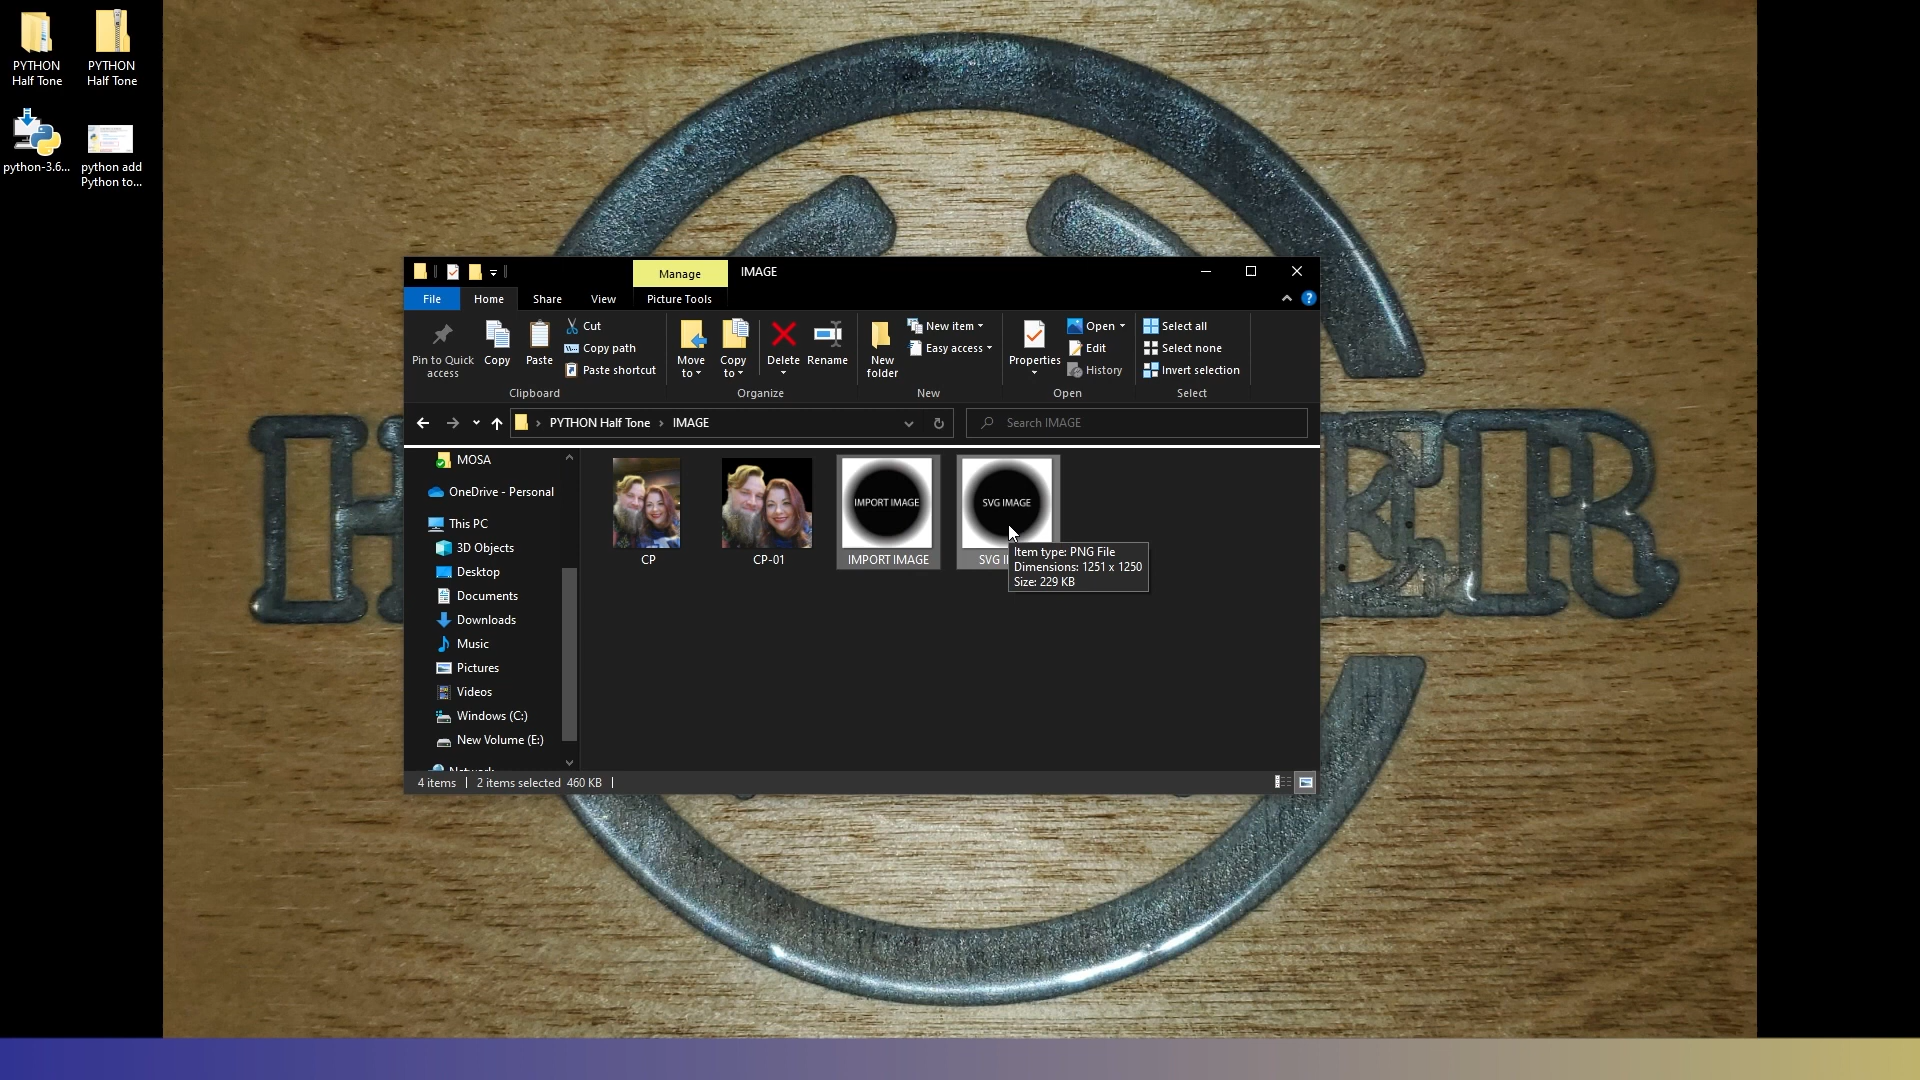 PYTHON
Half Tone
PYTHON
Half Tone
python-3.6...
python add
Python to...
Manage
IMAGE
File
Home
Share
View
Picture Tools
Pin to Quick
access
Copy
Paste
Cut
Copy path
Paste shortcut
Clipboard
Move
to
Copy
to
Delete
Rename
Organize
New
folder
New item
Easy access
New
Properties
Open
Edit
History
Open
Select all
Select none
Invert selection
Select
PYTHON Half Tone
IMAGE
Search IMAGE
MOSA
OneDrive - Personal
This PC
3D Objects
Desktop
Documents
Downloads
Music
Pictures
Videos
Windows (C:)
New Volume (E:)
Network
CP
CP-01
IMPORT IMAGE
IMPORT IMAGE
SVG IMAGE
SVG
Item type: PNG File
Dimensions: 1251 x 1250
Size: 229 KB
4 items
2 items selected 460 KB